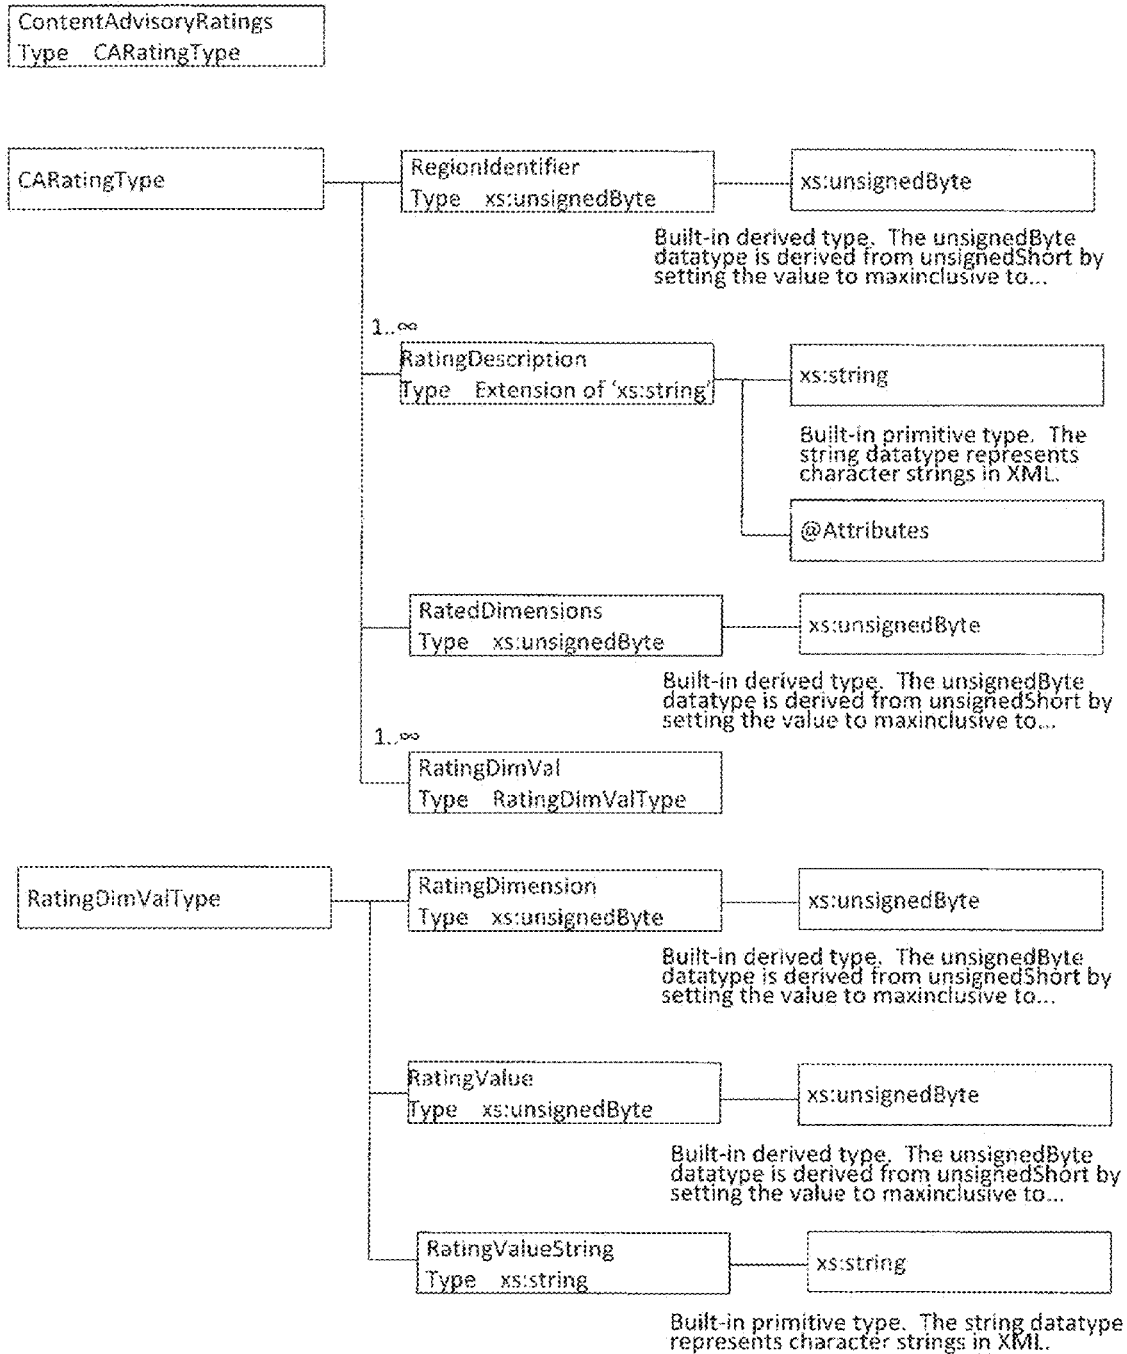 ContentAdvisoryRatings
Type CARatingType
CARatingType
RegionIdentifier
Type xs:unsignedByte
xs:unsignedByte
Built-in derived type. The unsignedByte
datatype is derived from unsignedShort by
setting the value to maxinclusive to...
1..∞
RatingDescription
Type Extension of 'xs:string'
xs:string
Built-in primitive type. The
string datatype represents
character strings in XML.
@Attributes
RatedDimensions
Type xs:unsignedByte
xs:unsignedByte
Built-in derived type. The unsignedByte
datatype is derived from unsignedShort by
setting the value to maxinclusive to...
1..∞
RatingDimVal
Type RatingDimValType
RatingDimValType
RatingDimension
Type xs:unsignedByte
xs:unsignedByte
Built-in derived type. The unsignedByte
datatype is derived from unsignedShort by
setting the value to maxinclusive to...
RatingValue
Type xs:unsignedByte
xs:unsignedByte
Built-in derived type. The unsignedByte
datatype is derived from unsignedShort by
setting the value to maxinclusive to...
RatingValueString
Type xs:string
xs:string
Built-in primitive type. The string datatype
represents character strings in XML.